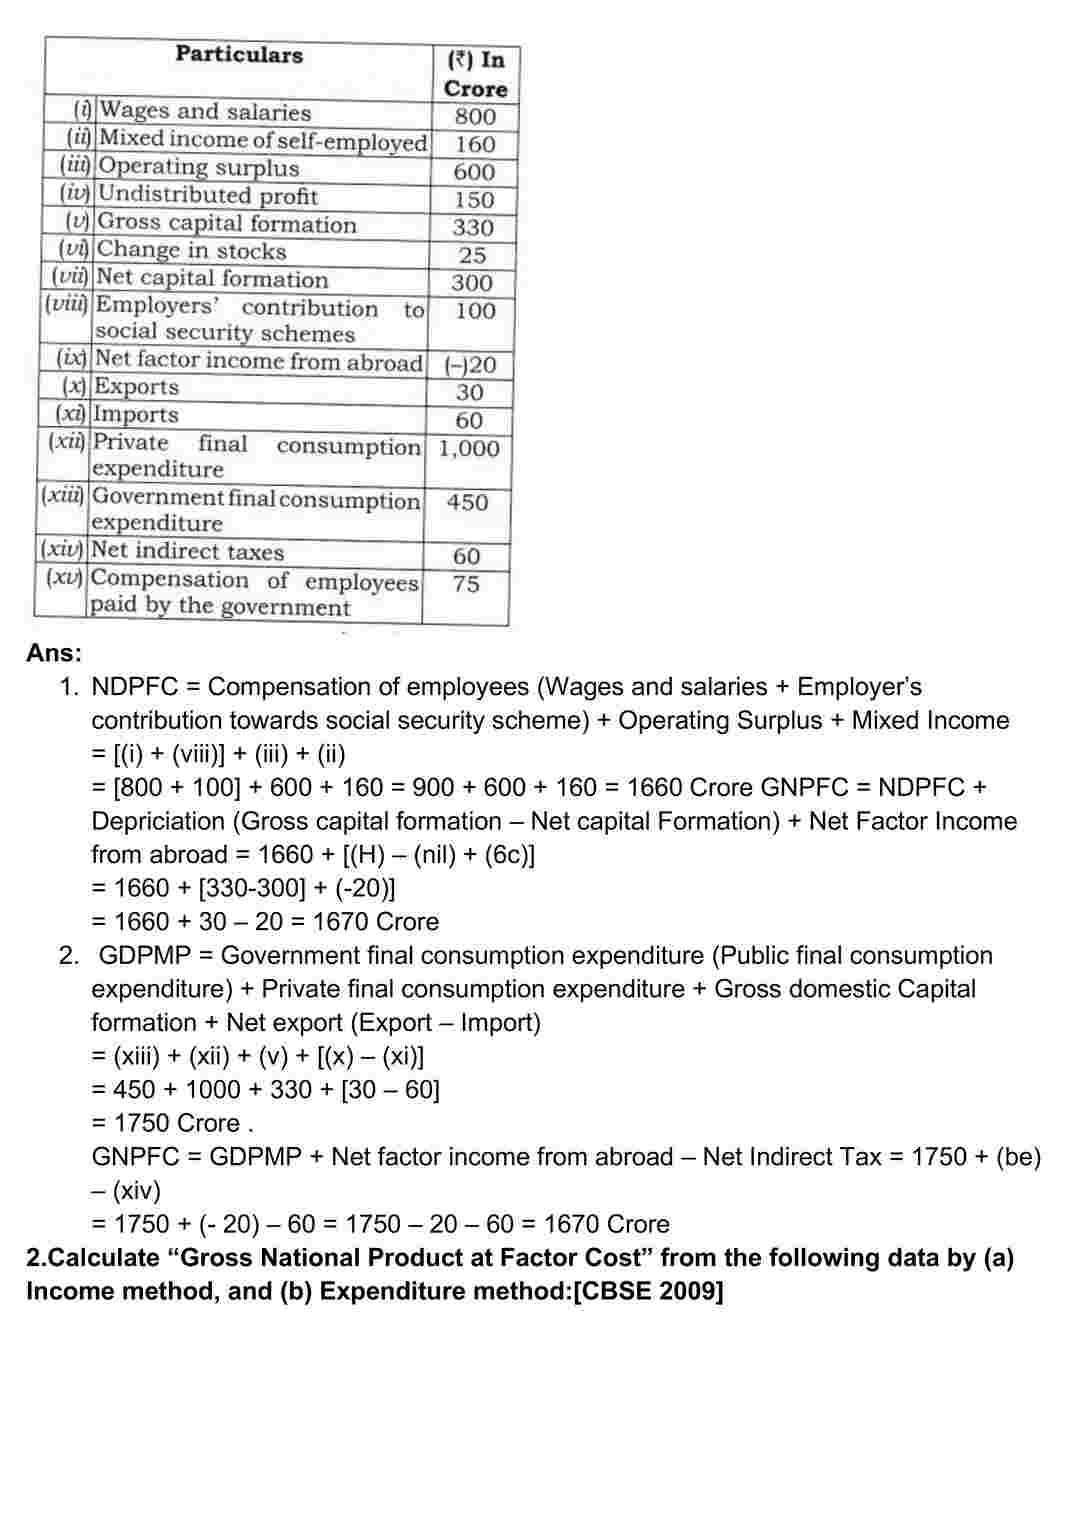 Particulars (₹) In
Crore
(i) Wages and salaries 800
(ii) Mixed income of self-employed 160
(iii) Operating surplus 600
(iv) Undistributed profit 150
(v) Gross capital formation 330
(vi) Change in stocks 25
(vii) Net capital formation 300
(viii) Employers' contribution to 100
social security schemes
(ix) Net factor income from abroad (–)20
(x) Exports 30
(xi) Imports 60
(xii) Private final consumption 1,000
expenditure
(xiii) Government final consumption 450
expenditure
(xiv) Net indirect taxes 60
(xv) Compensation of employees 75
paid by the government
Ans:
1. NDPFC = Compensation of employees (Wages and salaries + Employer's
contribution towards social security scheme) + Operating Surplus + Mixed Income
= [(i) + (viii)] + (iii) + (ii)
= [800 + 100] + 600 + 160 = 900 + 600 + 160 = 1660 Crore GNPFC = NDPFC +
Depriciation (Gross capital formation – Net capital Formation) + Net Factor Income
from abroad = 1660 + [(H) – (nil) + (6c)]
= 1660 + [330-300] + (-20)]
= 1660 + 30 – 20 = 1670 Crore
2. GDPMP = Government final consumption expenditure (Public final consumption
expenditure) + Private final consumption expenditure + Gross domestic Capital
formation + Net export (Export – Import)
= (xiii) + (xii) + (v) + [(x) – (xi)]
= 450 + 1000 + 330 + [30 – 60]
= 1750 Crore .
GNPFC = GDPMP + Net factor income from abroad – Net Indirect Tax = 1750 + (be)
– (xiv)
= 1750 + (- 20) – 60 = 1750 – 20 – 60 = 1670 Crore
2.Calculate “Gross National Product at Factor Cost” from the following data by (a)
Income method, and (b) Expenditure method:[CBSE 2009]